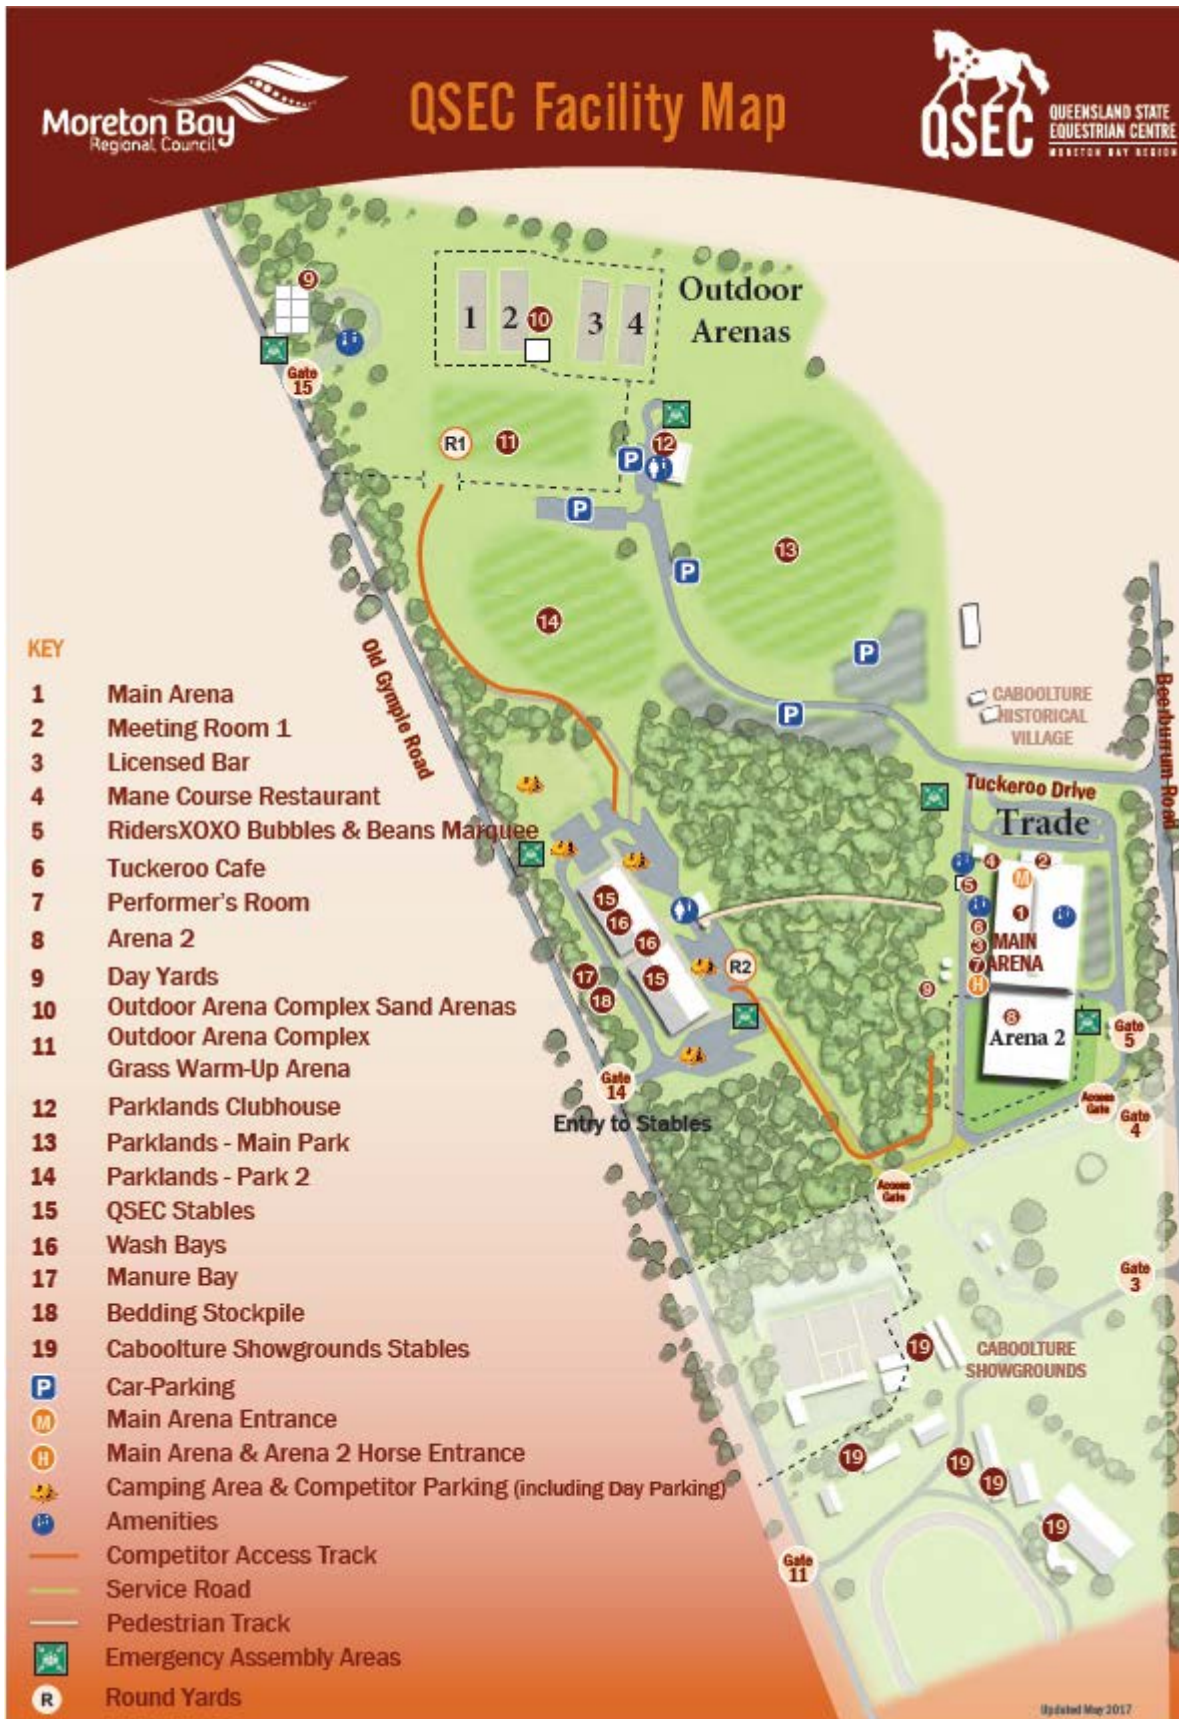 Moreton Bay
Regional Council
QSEC Facility Map
QSEC
QUEENSLAND STATE
EQUESTRIAN CENTRE
MORETON BAY REGION
9
1
2
10
3
4
Outdoor
Arenas
Gate
15
R1
11
12
P
P
P
13
14
P
P
Old Gympie Road
Beerburrum Road
CABOOLTURE
HISTORICAL
VILLAGE
Tuckeroo Drive
Trade
4
2
5
M
1
6
3
7
H
MAIN
ARENA
9
8
Arena 2
Gate
5
Access
Gate
Gate
4
15
16
16
15
17
18
R2
Gate
14
Entry to Stables
Access
Gate
Gate
3
CABOOLTURE
SHOWGROUNDS
19
19
19
19
19
Gate
11
KEY
1 Main Arena
2 Meeting Room 1
3 Licensed Bar
4 Mane Course Restaurant
5 RidersXOXO Bubbles & Beans Marquee
6 Tuckeroo Cafe
7 Performer's Room
8 Arena 2
9 Day Yards
10 Outdoor Arena Complex Sand Arenas
11 Outdoor Arena Complex
Grass Warm-Up Arena
12 Parklands Clubhouse
13 Parklands - Main Park
14 Parklands - Park 2
15 QSEC Stables
16 Wash Bays
17 Manure Bay
18 Bedding Stockpile
19 Caboolture Showgrounds Stables
P Car-Parking
M Main Arena Entrance
H Main Arena & Arena 2 Horse Entrance
Camping Area & Competitor Parking (including Day Parking)
Amenities
Competitor Access Track
Service Road
Pedestrian Track
Emergency Assembly Areas
R Round Yards
Updated May 2017